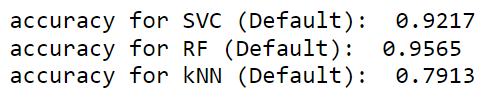 accuracy for SVC (Default):  0.9217
accuracy for RF (Default):  0.9565
accuracy for kNN (Default):  0.7913